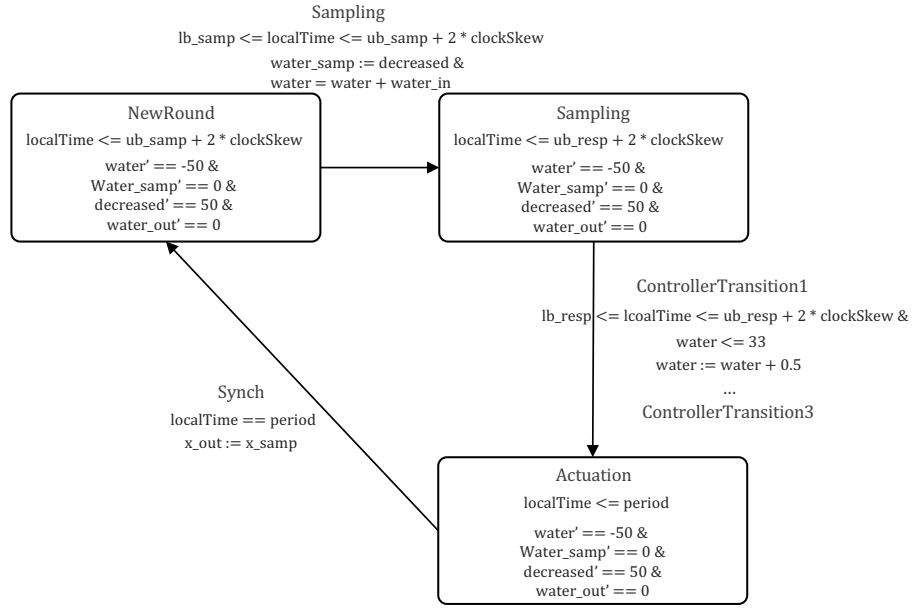 Sampling
lb_samp <= localTime <= ub_samp + 2 * clockSkew
water_samp := decreased &
water = water + water_in
NewRound
localTime <= ub_samp + 2 * clockSkew
water’ == -50 &
Water_samp’ == 0 &
decreased’ == 50 &
water_out’ == 0
Sampling
localTime <= ub_resp + 2 * clockSkew
water’ == -50 &
Water_samp’ == 0 &
decreased’ == 50 &
water_out’ == 0
ControllerTransition1
lb_resp <= lcoalTime <= ub_resp + 2 * clockSkew &
water <= 33
water := water + 0.5
…
ControllerTransition3
Synch
localTime == period
x_out := x_samp
Actuation
localTime <= period
water’ == -50 &
Water_samp’ == 0 &
decreased’ == 50 &
water_out’ == 0